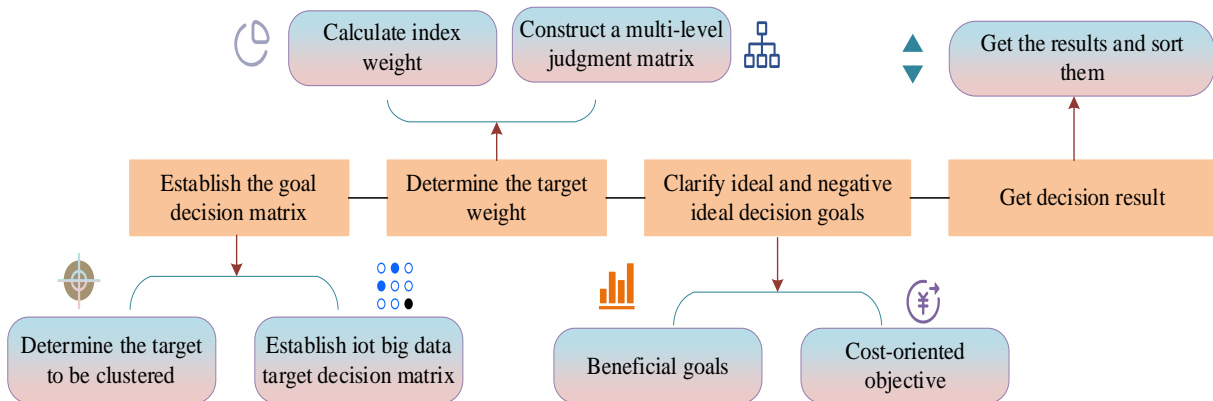 Calculate index
weight
Construct a multi-level
judgment matrix
Get the results and sort
them
Establish the goal
decision matrix
Determine the target
weight
Clarify ideal and negative
ideal decision goals
Get decision result
Determine the target
to be clustered
Establish iot big data
target decision matrix
Beneficial goals
Cost-oriented
objective
¥